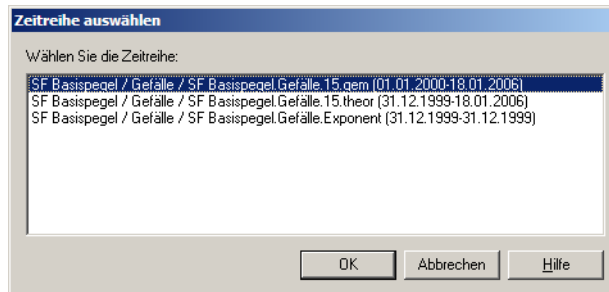 Zeitreihe auswählen
Wählen Sie die Zeitreihe:
SF Basispegel / Gefälle / SF Basispegel.Gefälle.15.gem (01.01.2000-18.01.2006)
SF Basispegel / Gefälle / SF Basispegel.Gefälle.15.theor (31.12.1999-18.01.2006)
SF Basispegel / Gefälle / SF Basispegel.Gefälle.Exponent (31.12.1999-31.12.1999)
OK Abbrechen Hilfe